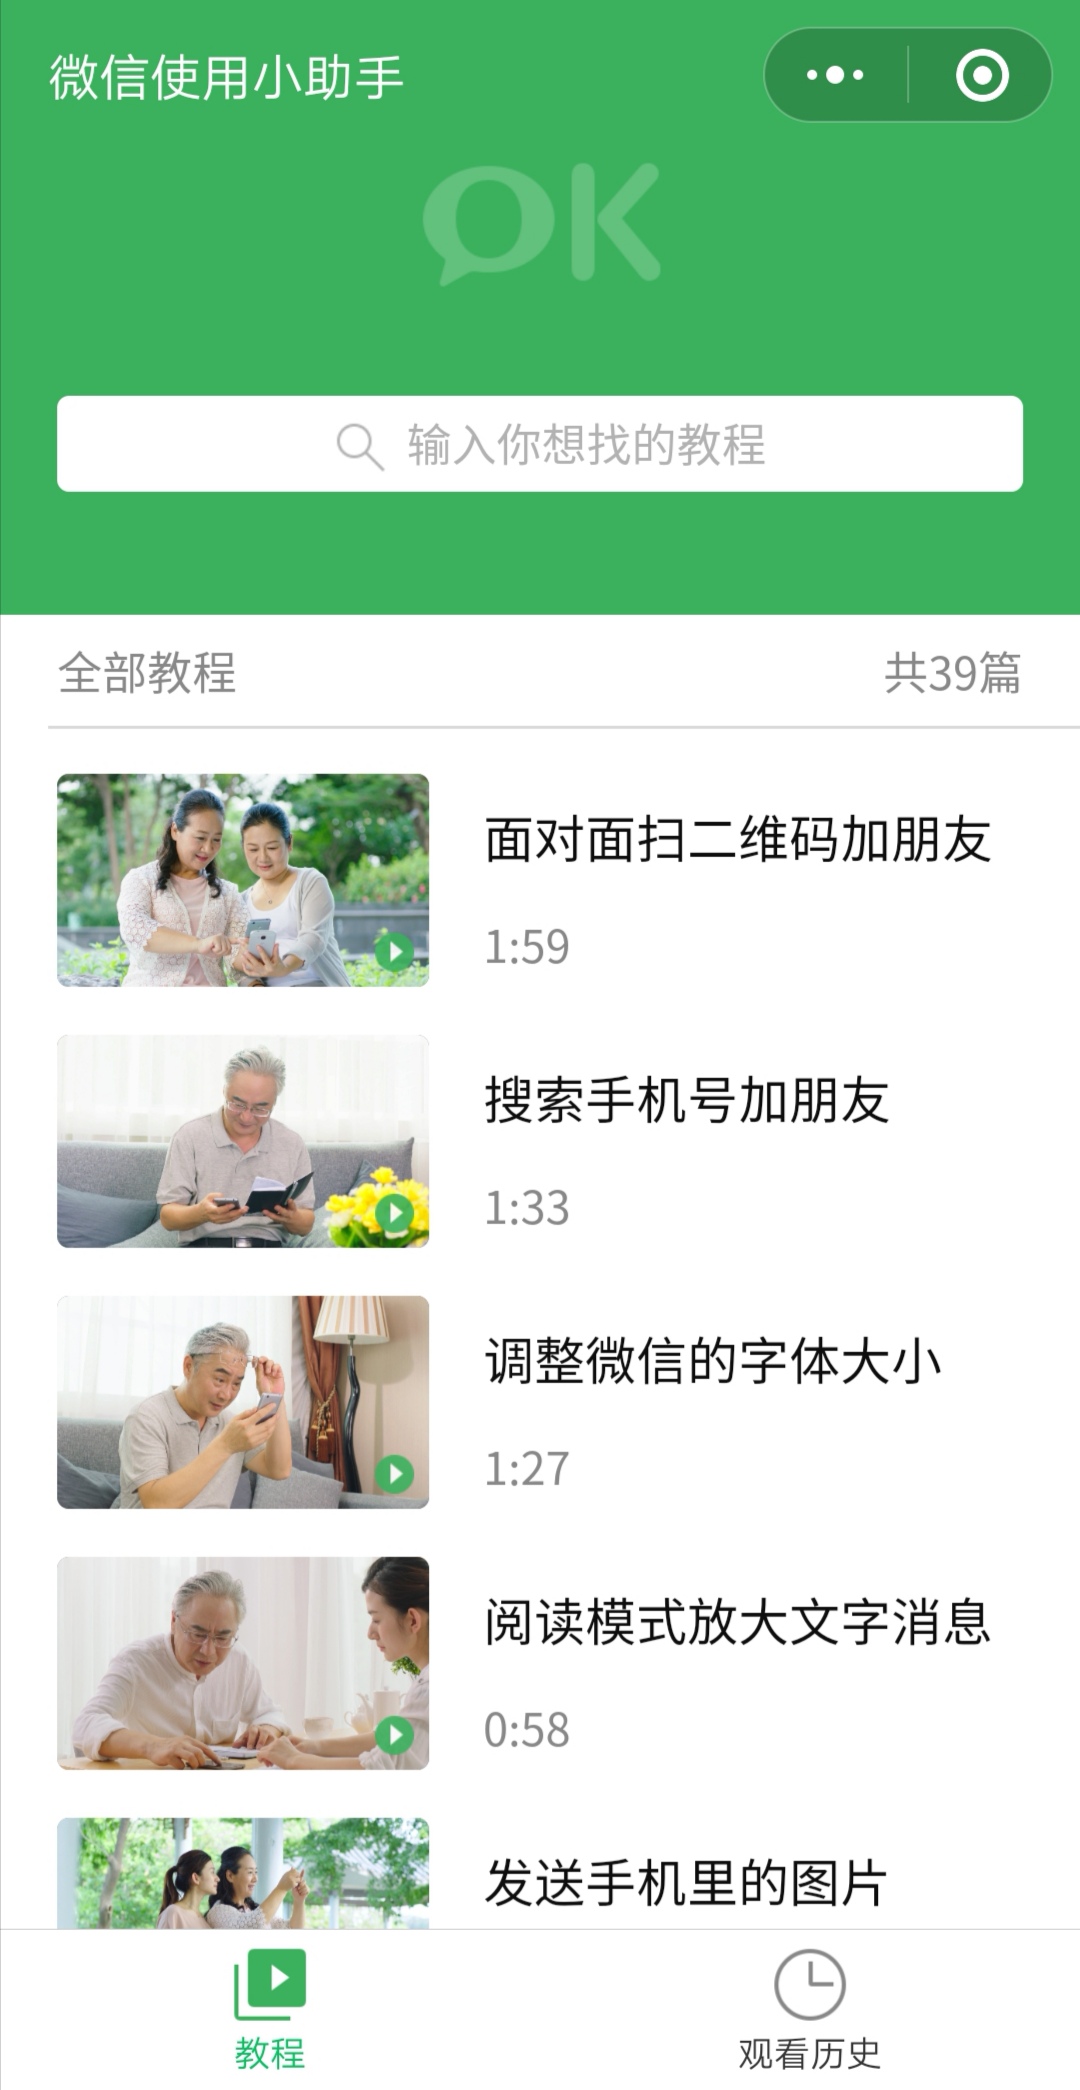 微信使用小助手
OK
输入你想找的教程
全部教程
共39篇
面对面扫二维码加朋友
1:59
搜索手机号加朋友
1:33
调整微信的字体大小
1:27
阅读模式放大文字消息
0:58
发送手机里的图片
教程
观看历史